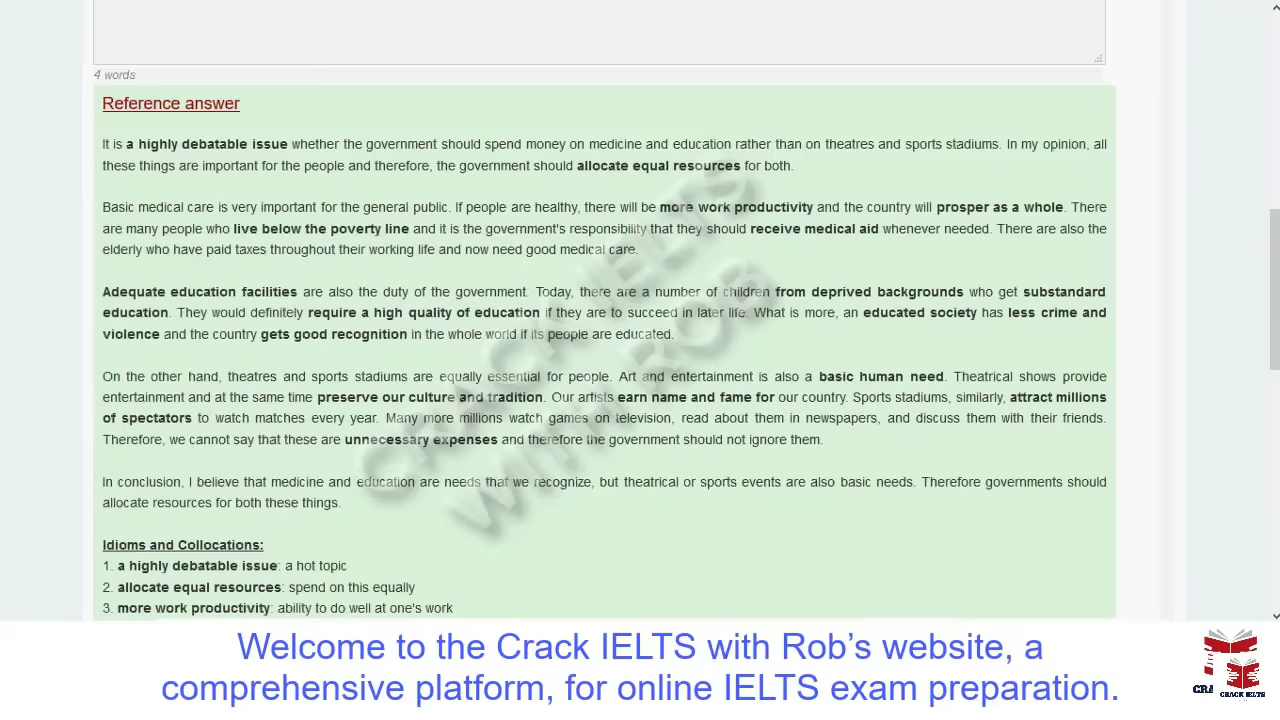 4 words
Reference answer
It is a highly debatable issue whether the government should spend money on medicine and education rather than on theatres and sports stadiums. In my opinion, all
these things are important for the people and therefore, the government should allocate equal resources for both.
Basic medical care is very important for the general public. If people are healthy, there will be more work productivity and the country will prosper as a whole. There
are many people who live below the poverty line and it is the government's responsibility that they should receive medical aid whenever needed. There are also the
elderly who have paid taxes throughout their working life and now need good medical care.
Adequate education facilities are also the duty of the government. Today, there are a number of children from deprived backgrounds who get substandard
education. They would definitely require a high quality of education if they are to succeed in later life. What is more, an educated society has less crime and
violence and the country gets good recognition in the whole world if its people are educated.
On the other hand, theatres and sports stadiums are equally essential for people. Art and entertainment is also a basic human need. Theatrical shows provide
entertainment and at the same time preserve our culture and tradition. Our artists earn name and fame for our country. Sports stadiums, similarly, attract millions
of spectators to watch matches every year. Many more millions watch games on television, read about them in newspapers, and discuss them with their friends.
Therefore, we cannot say that these are unnecessary expenses and therefore the government should not ignore them.
In conclusion, I believe that medicine and education are needs that we recognize, but theatrical or sports events are also basic needs. Therefore governments should
allocate resources for both these things.
Idioms and Collocations:
1. a highly debatable issue: a hot topic
2. allocate equal resources: spend on this equally
3. more work productivity: ability to do well at one's work
CRACK IELTS
WITH ROB
Welcome to the Crack IELTS with Rob's website, a
comprehensive platform, for online IELTS exam preparation.
CRACK IELTS